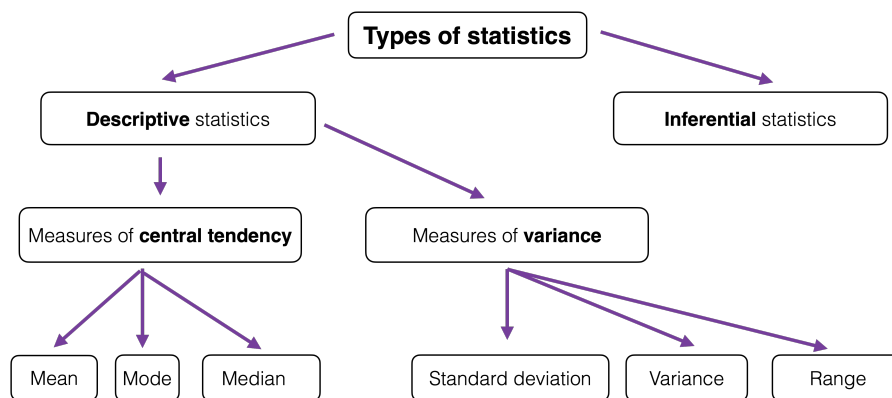 Types of statistics
Descriptive statistics
Inferential statistics
Measures of central tendency
Measures of variance
Mean
Mode
Median
Standard deviation
Variance
Range